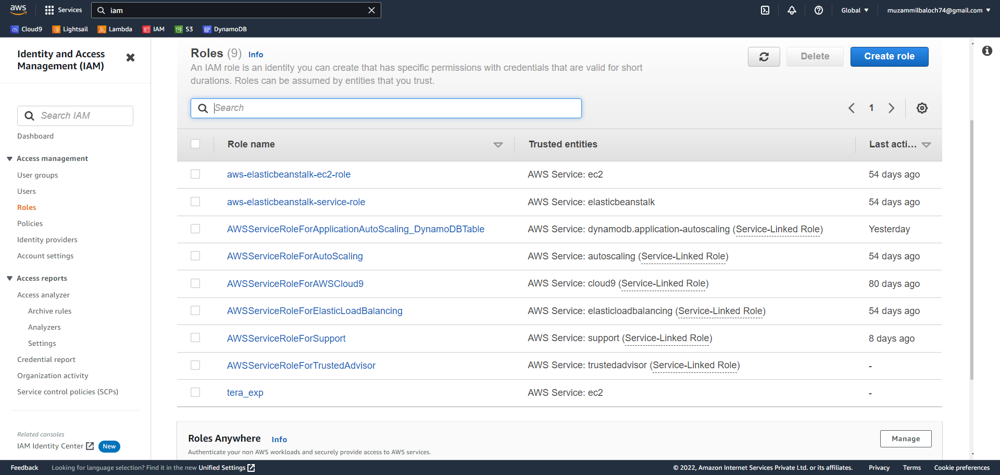 aws
Services
iam
Global
muzammilbaloch74@gmail.com
Cloud9
Lightsail
Lambda
IAM
S3
DynamoDB
Identity and Access
Management (IAM)
Search IAM
Dashboard
Access management
User groups
Users
Roles
Policies
Identity providers
Account settings
Access reports
Access analyzer
Archive rules
Analyzers
Settings
Credential report
Organization activity
Service control policies (SCPs)
Related consoles
IAM Identity Center New
Roles (9) Info
An IAM role is an identity you can create that has specific permissions with credentials that are valid for short
durations. Roles can be assumed by entities that you trust.
Delete
Create role
Search
1
Role name Trusted entities Last acti...
aws-elasticbeanstalk-ec2-role AWS Service: ec2 54 days ago
aws-elasticbeanstalk-service-role AWS Service: elasticbeanstalk 54 days ago
AWSServiceRoleForApplicationAutoScaling_DynamoDBTable AWS Service: dynamodb.application-autoscaling (Service-Linked Role) Yesterday
AWSServiceRoleForAutoScaling AWS Service: autoscaling (Service-Linked Role) 54 days ago
AWSServiceRoleForAWSCloud9 AWS Service: cloud9 (Service-Linked Role) 80 days ago
AWSServiceRoleForElasticLoadBalancing AWS Service: elasticloadbalancing (Service-Linked Role) 54 days ago
AWSServiceRoleForSupport AWS Service: support (Service-Linked Role) 8 days ago
AWSServiceRoleForTrustedAdvisor AWS Service: trustedadvisor (Service-Linked Role) -
tera_exp AWS Service: ec2 -
Roles Anywhere Info
Authenticate your non AWS workloads and securely provide access to AWS services.
Manage
Feedback Looking for language selection? Find it in the new Unified Settings © 2022, Amazon Internet Services Private Ltd. or its affiliates. Privacy Terms Cookie preferences